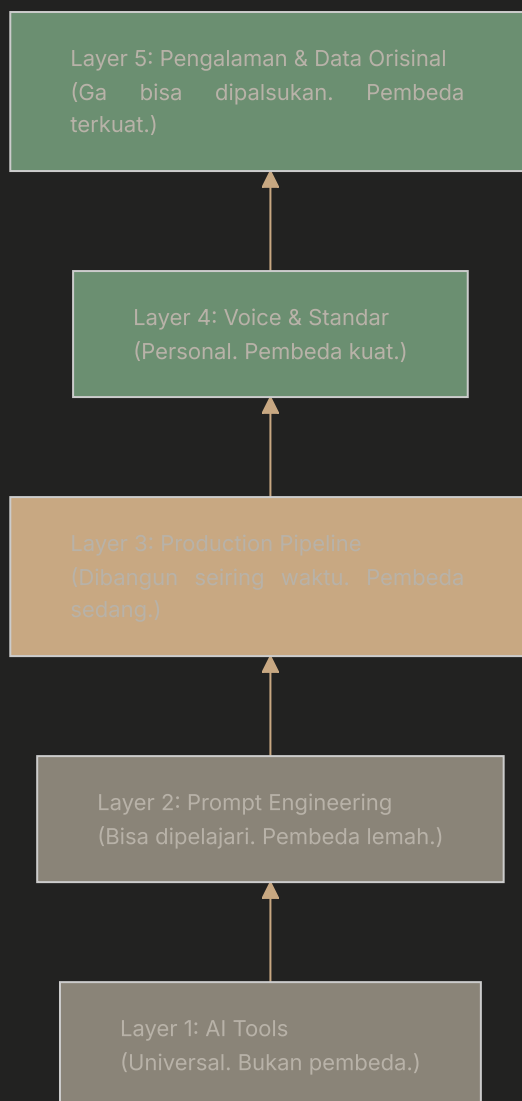 Layer 5: Pengalaman & Data Orisinal
(Ga bisa dipalsukan. Pembeda
terkuat.)
Layer 4: Voice & Standar
(Personal. Pembeda kuat.)
Layer 3: Production Pipeline
(Dibangun seiring waktu. Pembeda
sedang.)
Layer 2: Prompt Engineering
(Bisa dipelajari. Pembeda lemah.)
Layer 1: AI Tools
(Universal. Bukan pembeda.)